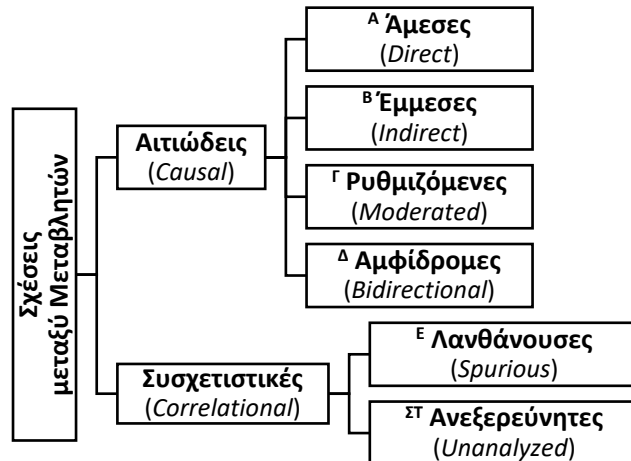 Σχέσεις
μεταξύ Μεταβλητών
Αιτιώδεις
(Causal)
Α Άμεσες
(Direct)
Β Έμμεσες
(Indirect)
Γ Ρυθμιζόμενες
(Moderated)
Δ Αμφίδρομες
(Bidirectional)
Συσχετιστικές
(Correlational)
Ε Λανθάνουσες
(Spurious)
ΣΤ Ανεξερεύνητες
(Unanalyzed)